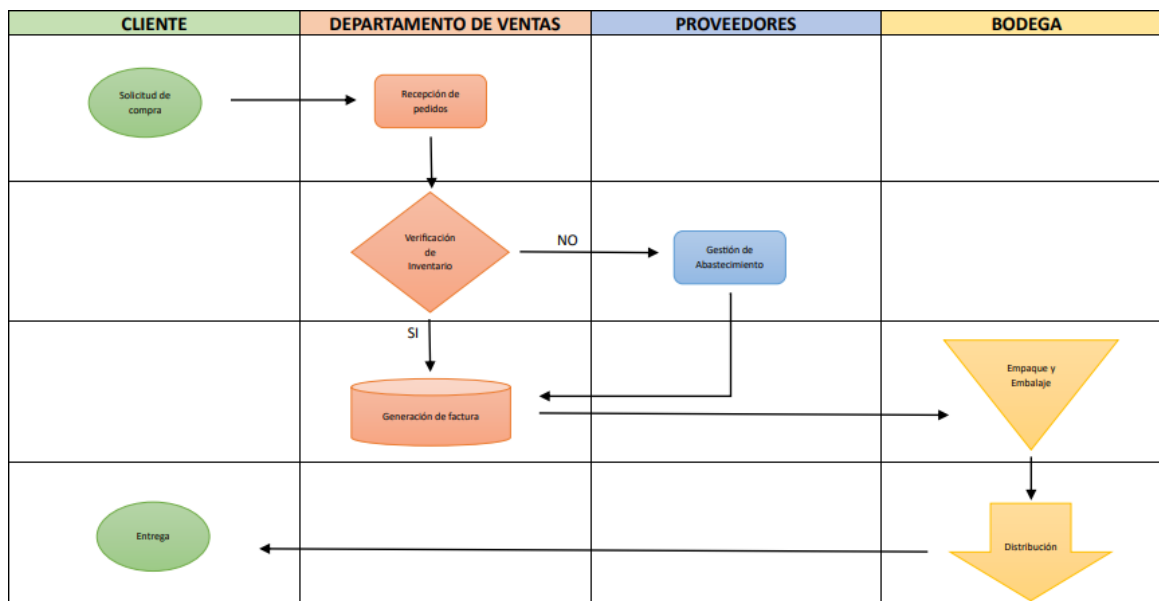 CLIENTE
DEPARTAMENTO DE VENTAS
PROVEEDORES
BODEGA
Solicitud de
compra
Recepción de
pedidos
Verificación
de
Inventario
NO
Gestión de
Abastecimiento
SI
Generación de factura
Empaque y
Embalaje
Entrega
Distribución